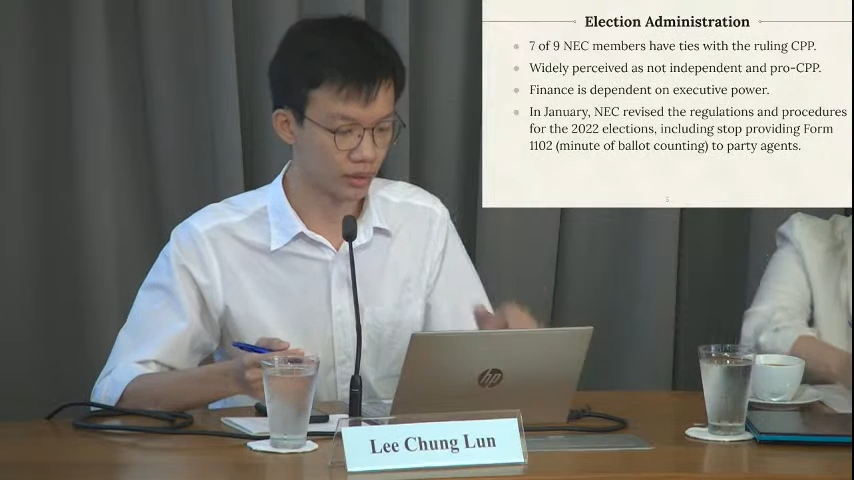 Election Administration
7 of 9 NEC members have ties with the ruling CPP.
Widely perceived as not independent and pro-CPP.
Finance is dependent on executive power.
In January, NEC revised the regulations and procedures
for the 2022 elections, including stop providing Form
1102 (minute of ballot counting) to party agents.
5
hp
Lee Chung Lun